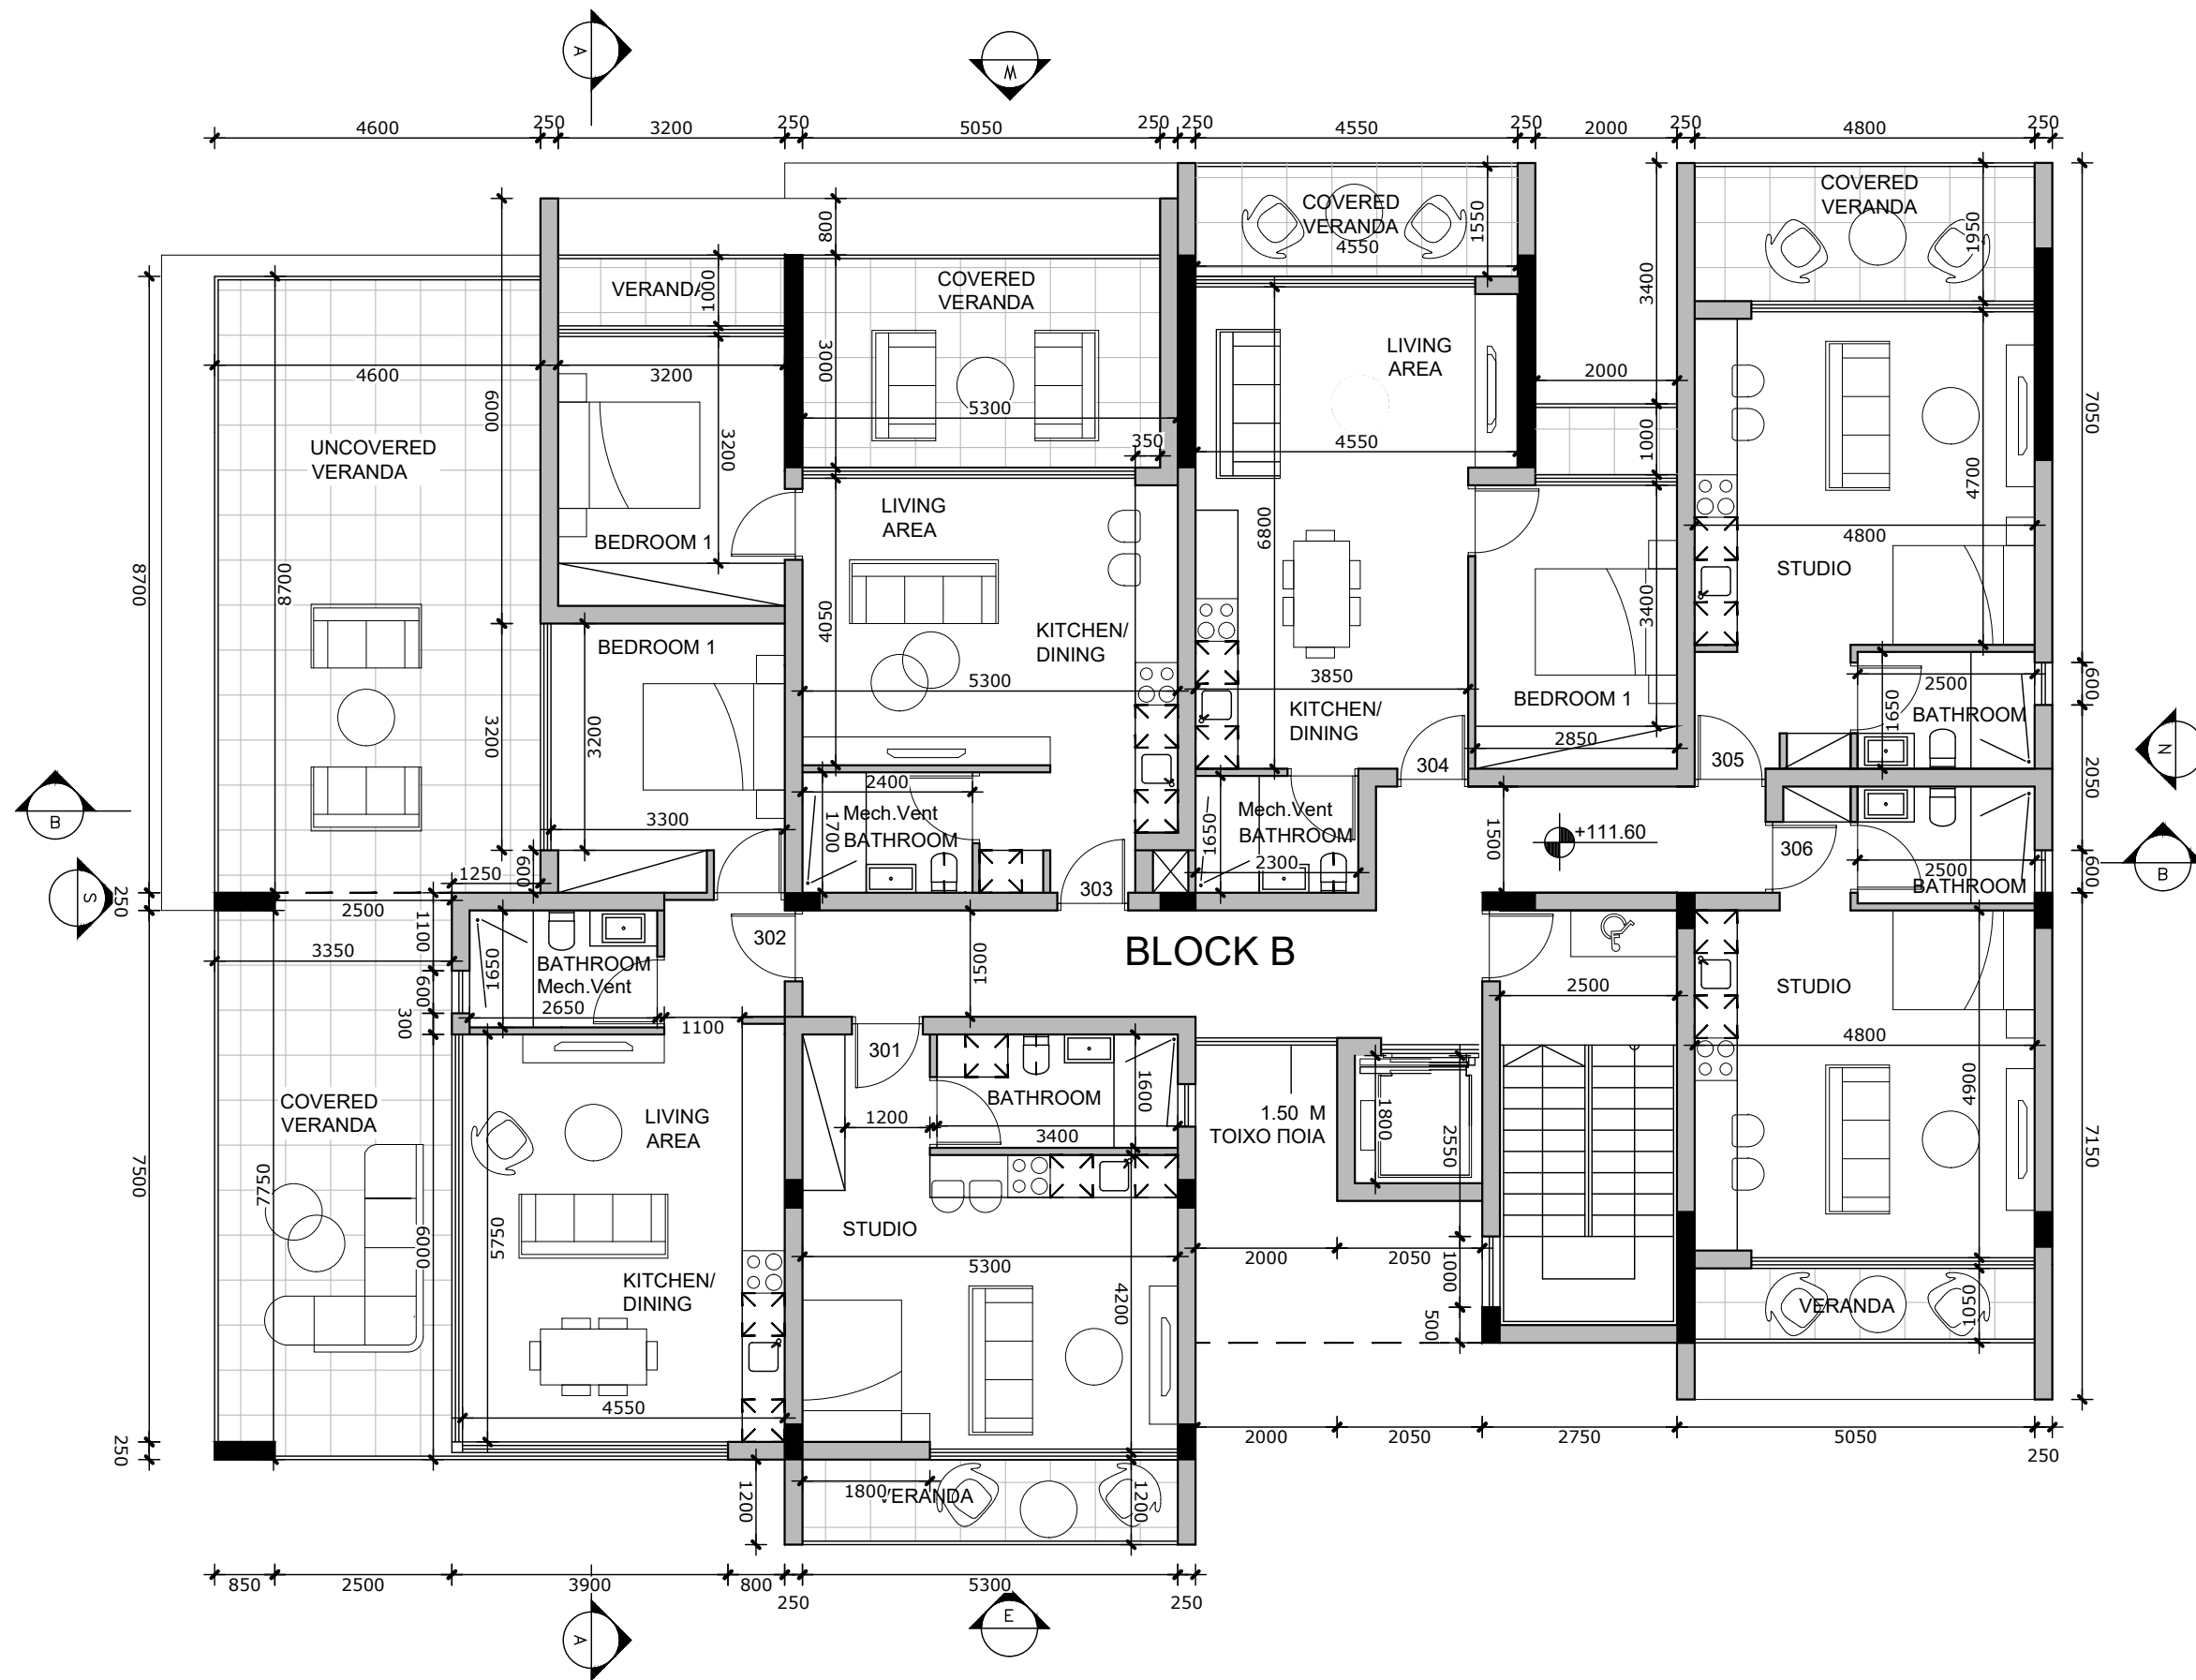 A
W
4600
250
3200
250
5050
250
250
4550
250
2000
250
4800
250
COVERED
VERANDA
4550
1550
COVERED
VERANDA
1950
800
VERANDA
1000
COVERED
VERANDA
3000
5300
350
LIVING
AREA
4550
3400
2000
1000
7050
4600
3200
6000
3200
8700
8700
UNCOVERED
VERANDA
BEDROOM 1
LIVING
AREA
4050
6800
4700
4800
STUDIO
BEDROOM 1
KITCHEN/
DINING
5300
3850
KITCHEN/
DINING
3400
BEDROOM 1
2850
1650
2500
BATHROOM
600
3200
3200
3300
2400
Mech.Vent
BATHROOM
1700
Mech.Vent
BATHROOM
1650
2300
304
305
1500
+111.60
306
2500
BATHROOM
2050
600
N
B
B
S
600
1250
250
2500
3350
1100
303
302
BLOCK B
1500
1650
BATHROOM
Mech.Vent
2650
600
300
1100
2500
STUDIO
4800
301
BATHROOM
1600
1200
3400
1.50 M
ΤΟΙΧΟ ΠΟΙΑ
1800
2550
4900
7150
COVERED
VERANDA
LIVING
AREA
7500
7750
6000
5750
STUDIO
5300
4200
2000
2050
1000
500
KITCHEN/
DINING
VERANDA
1050
4550
250
2000
2050
2750
5050
250
1200
1800
VERANDA
1200
850
2500
3900
800
250
5300
250
A
E